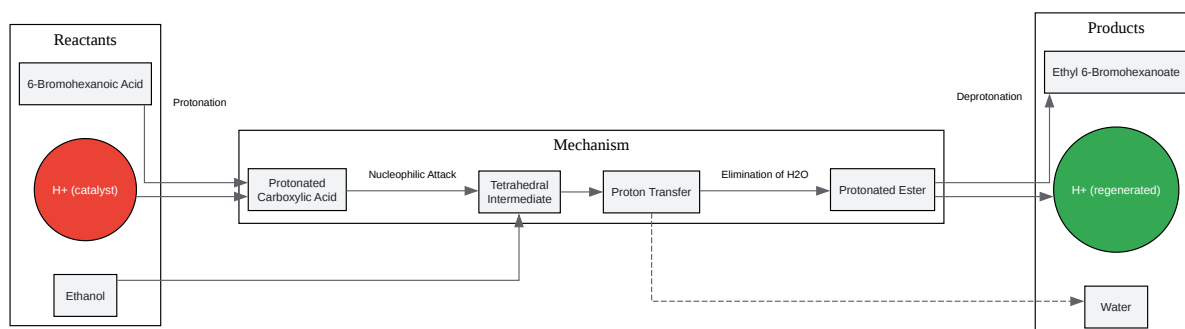 Reactants
6-Bromohexanoic Acid
Protonation
H+ (catalyst)
Ethanol
Mechanism
Protonated
Carboxylic Acid
Nucleophilic Attack
Tetrahedral
Intermediate
Proton Transfer
Elimination of H2O
Protonated Ester
Deprotonation
Products
Ethyl 6-Bromohexanoate
H+ (regenerated)
Water